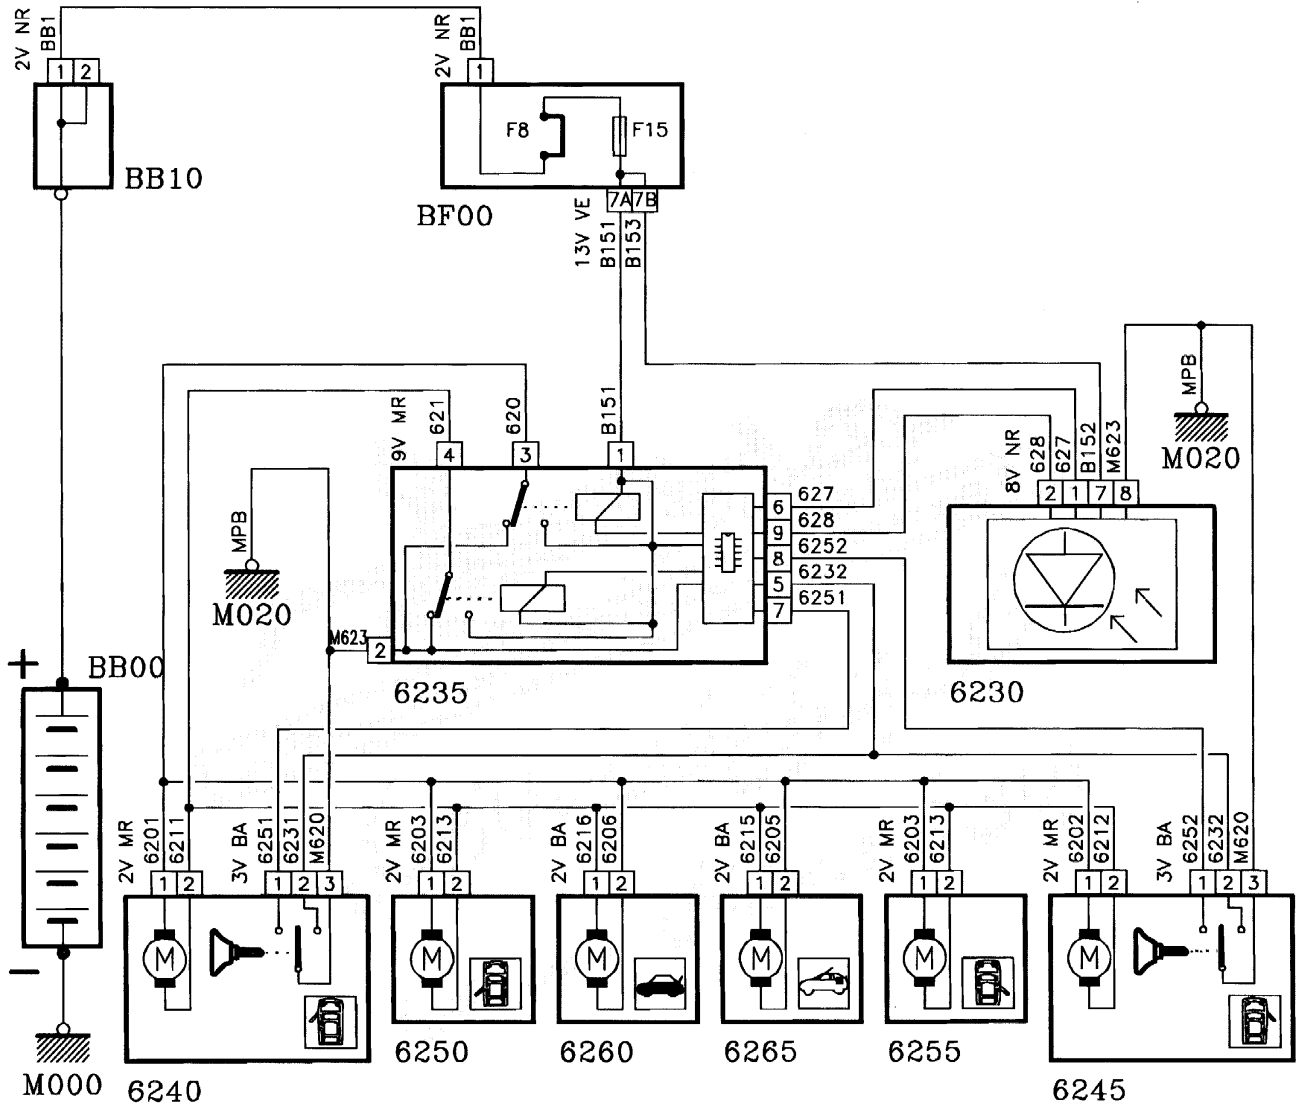 2V NR
BB1
1 2
BB10
2V NR
BB1
1
F8
F15
BF00
7A 7B
13V VE
B151
B153
9V MR
621
620
B151
4
3
1
MPB
M020
M623
2
6235
6 627
9 628
8 6252
5 6232
7 6251
8V NR
628
627
B152
M623
2 1 7 8
MPB
M020
6230
+
BB00
−
M000
2V MR
6201
6211
1 2
3V BA
6251
6231
M620
1 2 3
M
6240
2V MR
6203
6213
1 2
M
6250
2V BA
6216
6206
1 2
M
6260
2V BA
6215
6205
1 2
M
6265
2V MR
6203
6213
1 2
M
6255
2V MR
6202
6212
1 2
3V BA
6252
6232
M620
1 2 3
M
6245